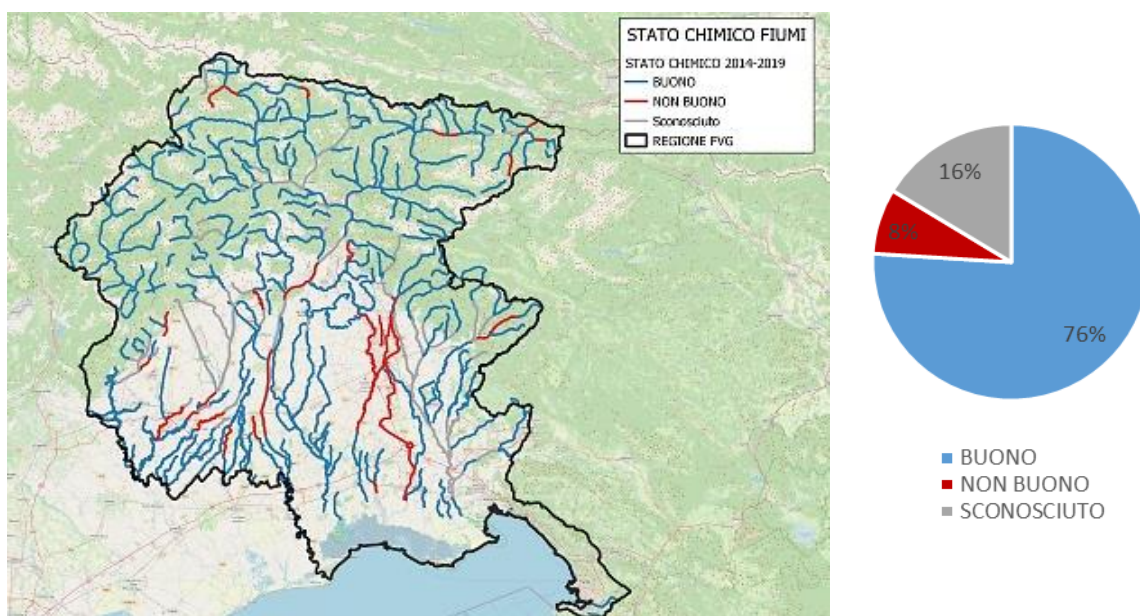 STATO CHIMICO FIUMI
STATO CHIMICO 2014-2019
BUONO
NON BUONO
Sconosciuto
REGIONE FVG
16%
8%
76%
BUONO
NON BUONO
SCONOSCIUTO